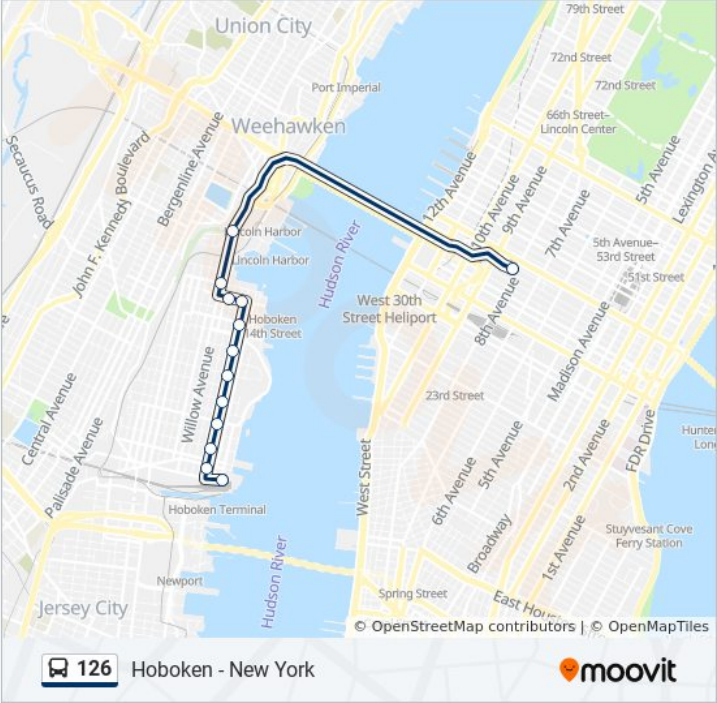 79th Street
Union City
72nd Street
72nd Street
Port Imperial
66th Street–
Lincoln Center
Weehawken
Secaucus Road
John F. Kennedy Boulevard
Bergenline Avenue
12th Avenue
10th Avenue
9th Avenue
7th Avenue
5th Avenue
Lexington A
coln Harbor
Lincoln Harbor
Hudson River
5th Avenue–
53rd Street
51st Street
West 30th
Street Heliport
8th Avenue
Hoboken
14th Street
Madison Avenue
Willow Avenue
23rd Street
Central Avenue
Palisade Avenue
West Street
6th Avenue
5th Avenue
2nd Avenue
FDR Drive
Hunter
Lon
Hoboken Terminal
Broadway
1st Avenue
Stuyvesant Cove
Ferry Station
Hudson River
Newport
Spring Street
East Hou
Jersey City
© OpenStreetMap contributors | © OpenMapTiles
126 Hoboken - New York
moovit